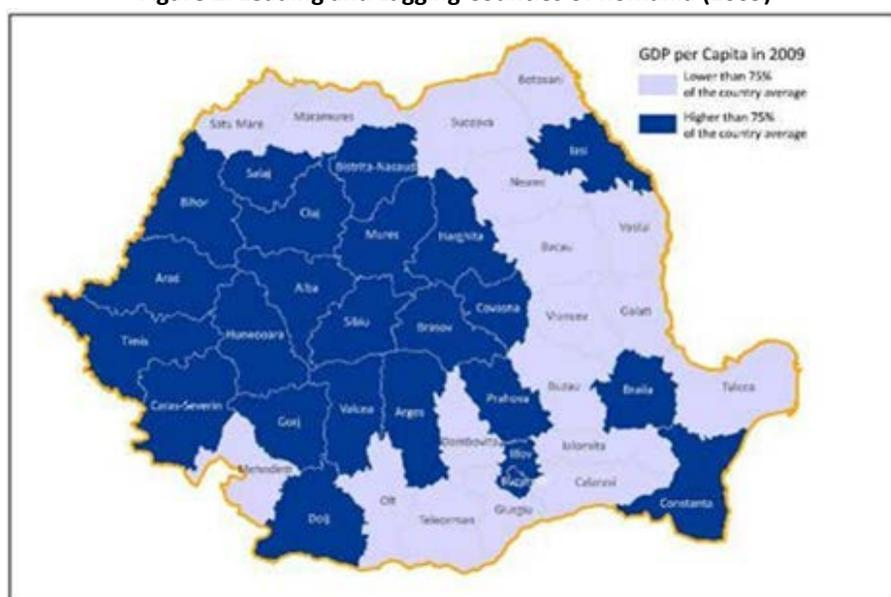 GDP per Capita in 2009
Lower than 75%
of the country average
Higher than 75%
of the country average
Botosani
Satu Mare
Maramures
Suceava
Iasi
Salaj
Bistrita-Nasaud
Neamt
Bihor
Cluj
Mures
Harghita
Vaslui
Bacau
Arad
Alba
Covasna
Timis
Hunedoara
Sibiu
Brasov
Vrancea
Galati
Caras-Severin
Gorj
Valcea
Arges
Prahova
Buzau
Braila
Tulcea
Dambovita
Ialomita
Mehedinti
Ilfov
Calarasi
Dolj
Olt
Teleorman
Giurgiu
Constanta